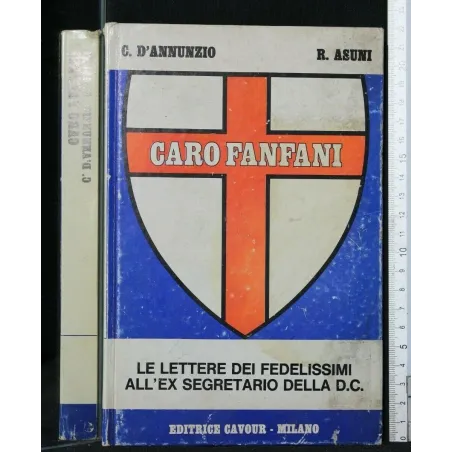 C. D'ANNUNZIO
R. ASUNI
CARO FANFANI
LE LETTERE DEI FEDELISSIMI
ALL'EX SEGRETARIO DELLA D.C.
EDITRICE CAVOUR - MILANO